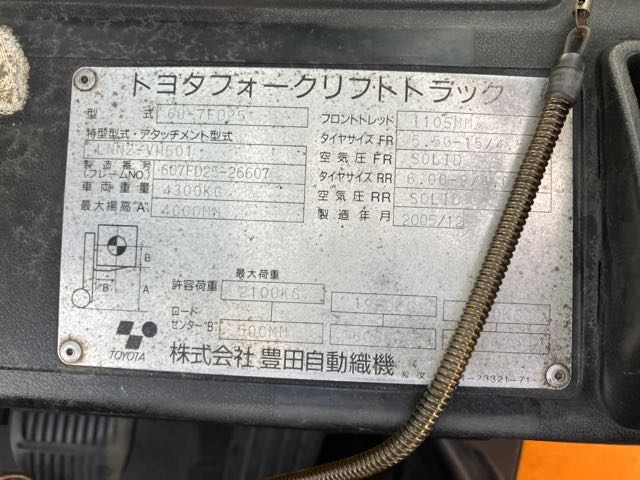 トヨタフォークリフトトラック
型式 60-7FD25
特型型式・アタッチメント型式
製造番号 (フレームNO.) 607FD25-26607
車両重量 4300KG
最大揚高"A" 4000MM
フロントトレッド 1105MM
タイヤサイズ FR
空気圧 FR SOLID
タイヤサイズ RR
空気圧 RR SOLID
製造年月 2005/12
B
B A
最大荷重
許容荷重 2100KG
ロードセンター"B" 500MM
TOYOTA
株式会社 豊田自動織機
和文